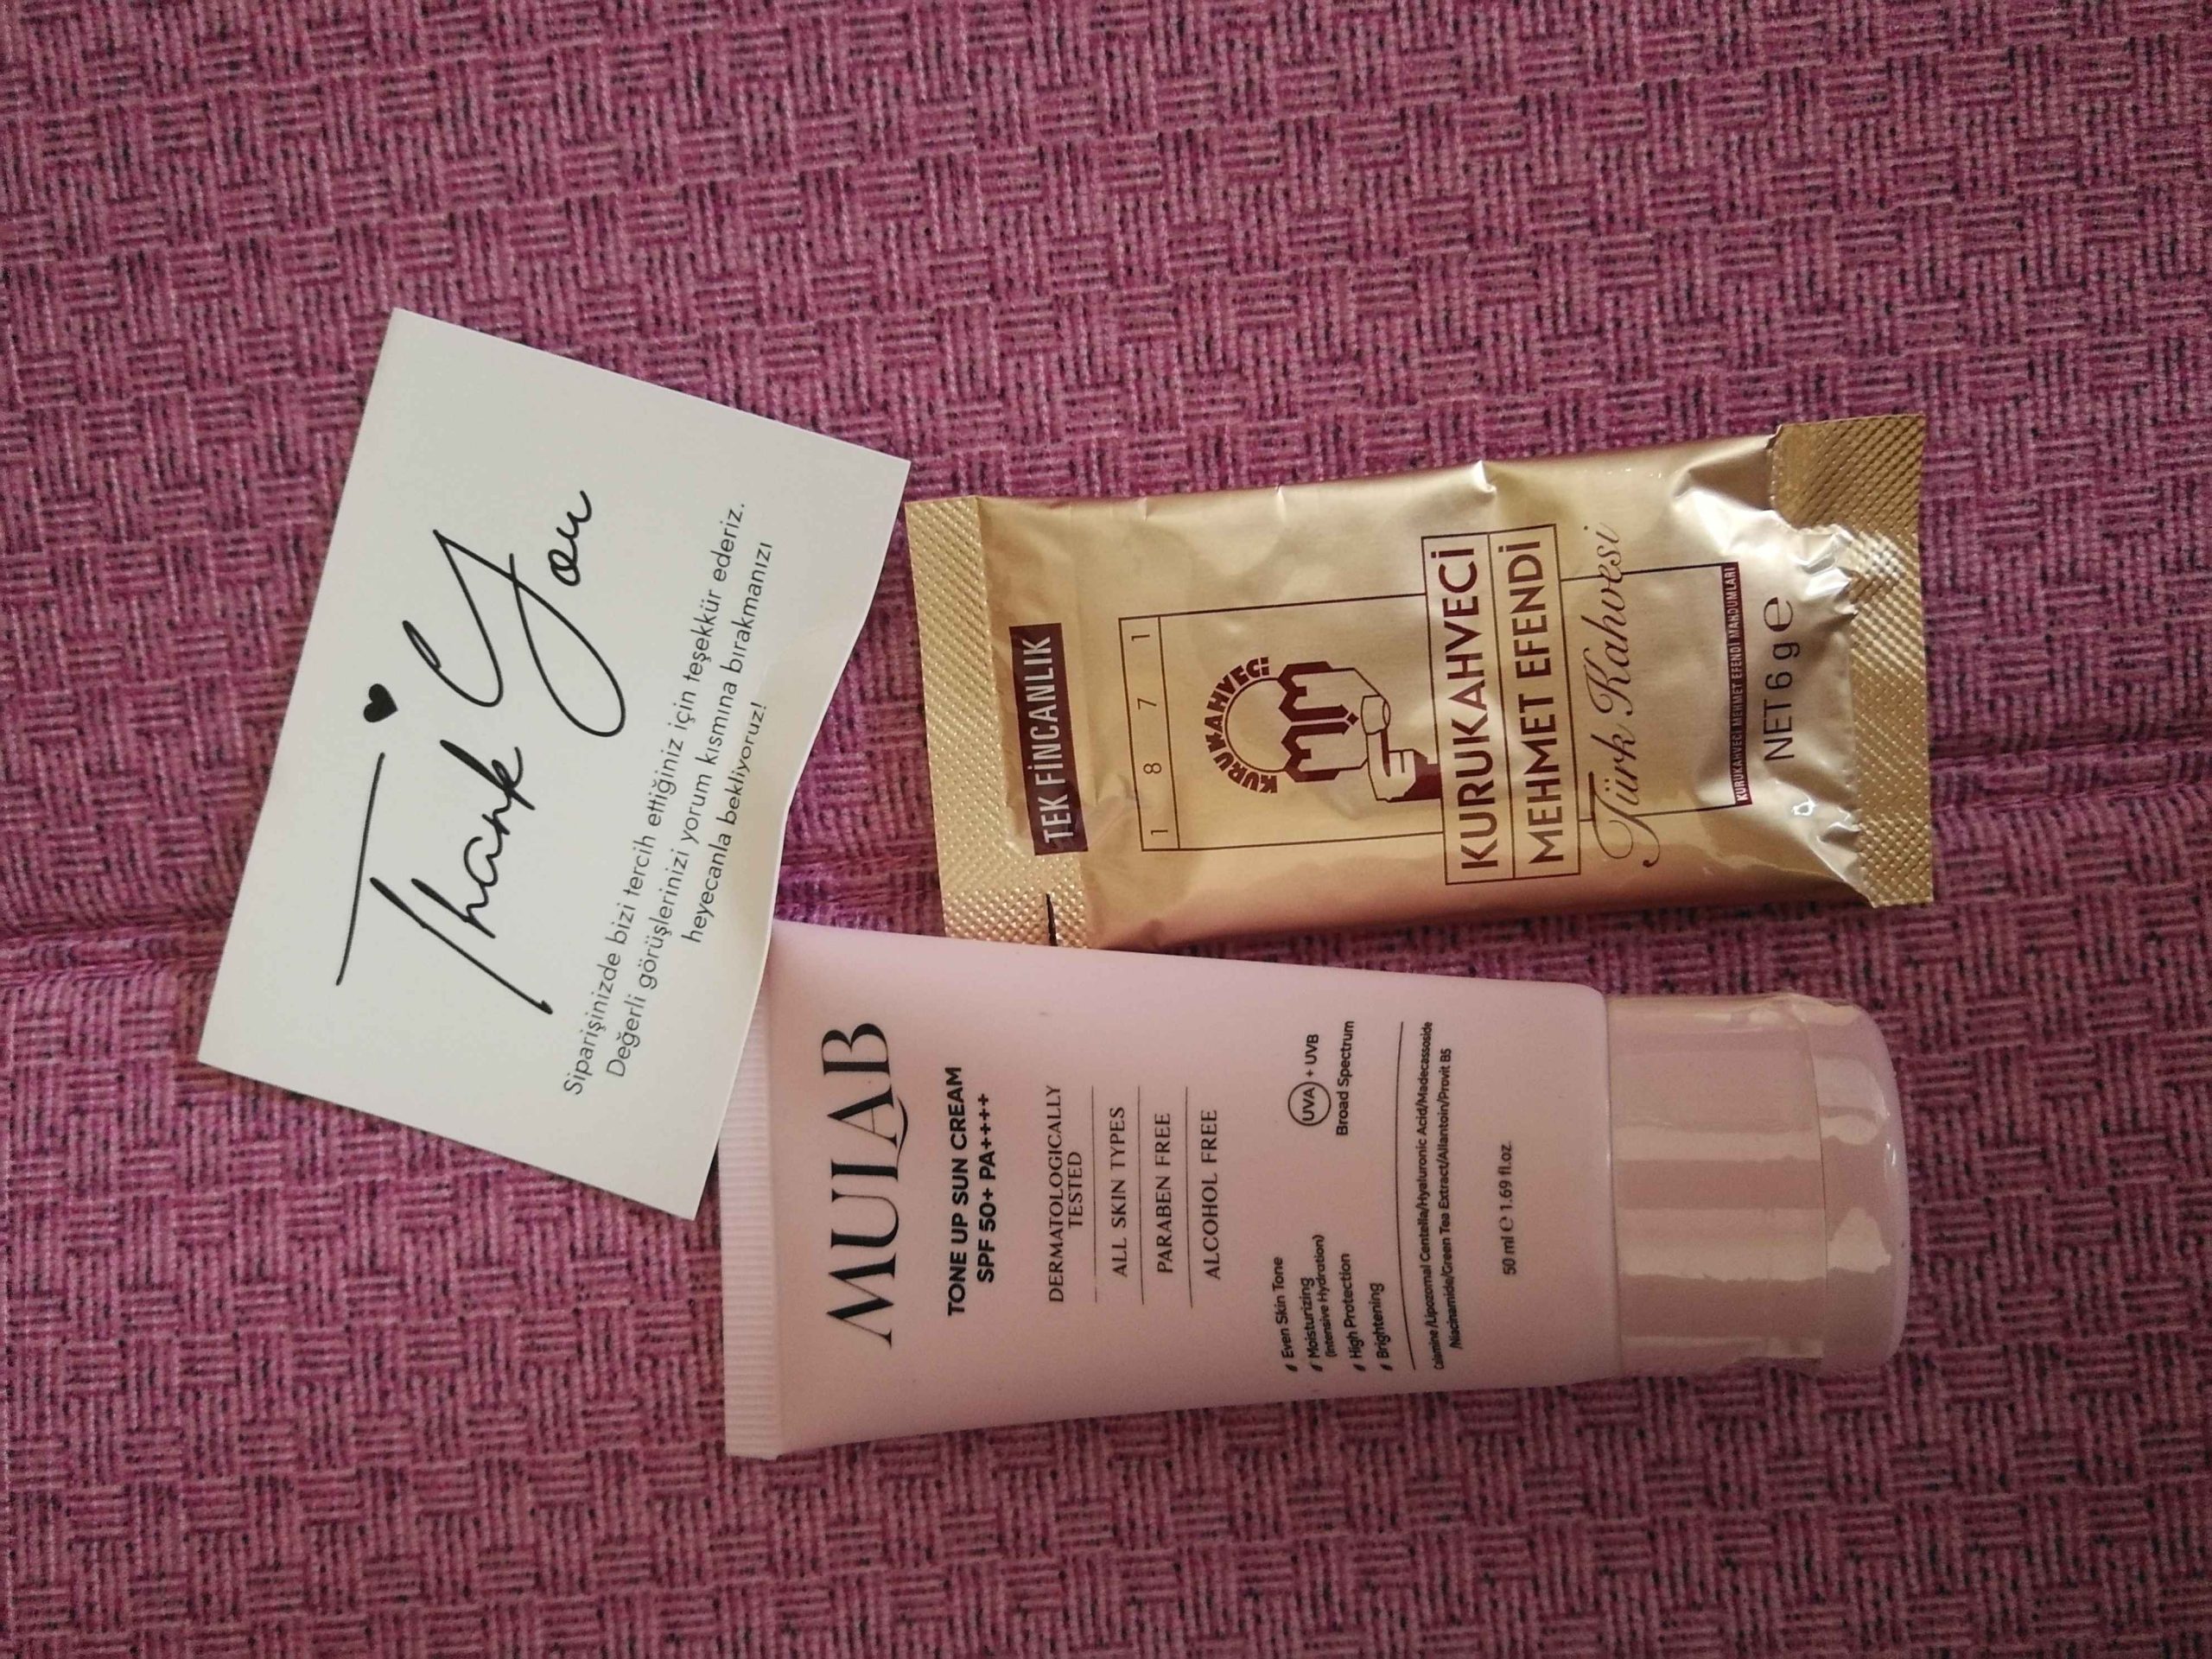 Thank You
Siparişinizde bizi tercih ettiğiniz için teşekkür ederiz.
Değerli görüşlerinizi yorum kısmına bırakmanızı
heyecanla bekliyoruz!
TEK FİNCANLIK
1 8 7 1
KURUKAHVECİ
KURUKAHVECİ
MEHMET EFENDİ
Türk Kahvesi
KURUKAHVECİ MEHMET EFENDİ MAHDUMLARI
NET 6 g e
MULAB
TONE UP SUN CREAM
SPF 50+ PA++++
DERMATOLOGICALLY
TESTED
ALL SKIN TYPES
PARABEN FREE
ALCOHOL FREE
Even Skin Tone
Moisturizing
(Intensive Hydration)
High Protection
Brightening
UVA + UVB
Broad Spectrum
Calamine/Lipozomal Centella/Hyaluronic Acid/Madecassoside
/Niacinamide/Green Tea Extract/Allantoin/Provit B5
50 ml e 1.69 fl.oz.